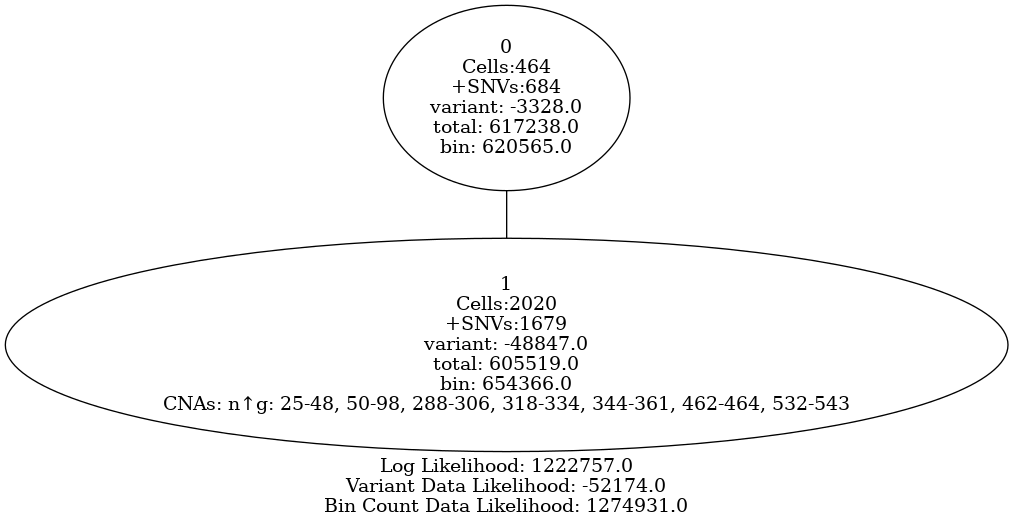 0
Cells:464
+SNVs:684
variant: -3328.0
total: 617238.0
bin: 620565.0
1
Cells:2020
+SNVs:1679
variant: -48847.0
total: 605519.0
bin: 654366.0
CNAs: n↑g: 25-48, 50-98, 288-306, 318-334, 344-361, 462-464, 532-543
Log Likelihood: 1222757.0
Variant Data Likelihood: -52174.0
Bin Count Data Likelihood: 1274931.0